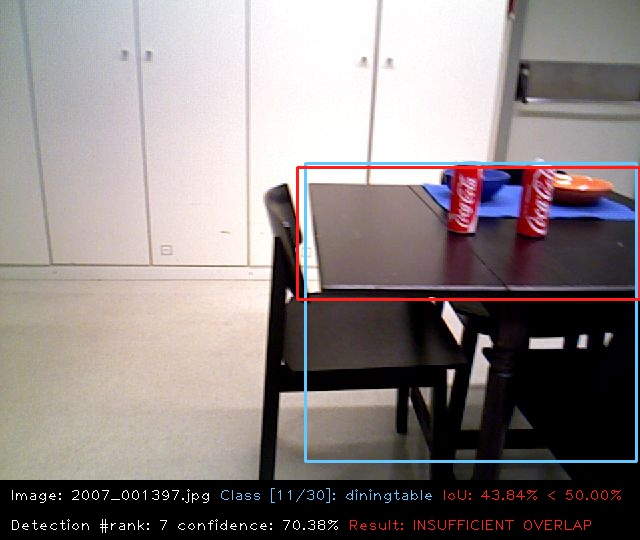 Coca-Cola
Coca-Cola
Image: 2007_001397.jpg Class [11/30]: diningtable IoU: 43.84% < 50.00%
Detection #rank: 7 confidence: 70.38% Result: INSUFFICIENT OVERLAP